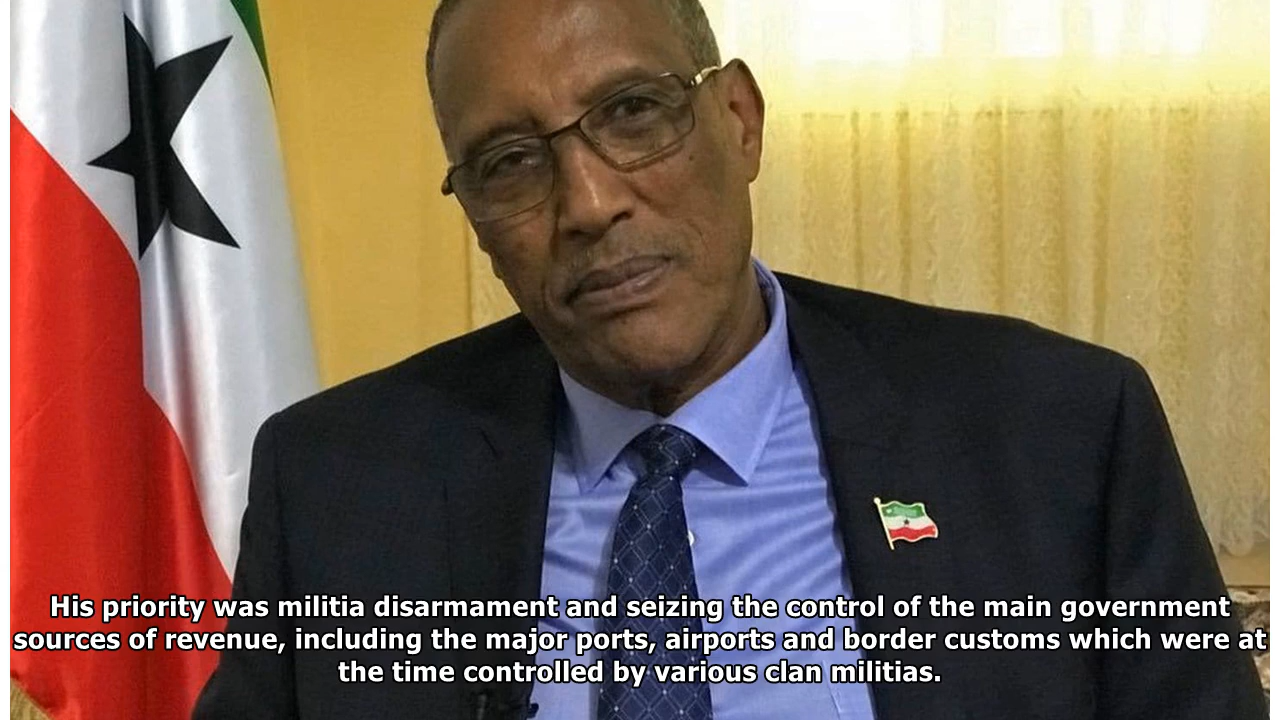 His priority was militia disarmament and seizing the control of the main government
sources of revenue, including the major ports, airports and border customs which were at
the time controlled by various clan militias.